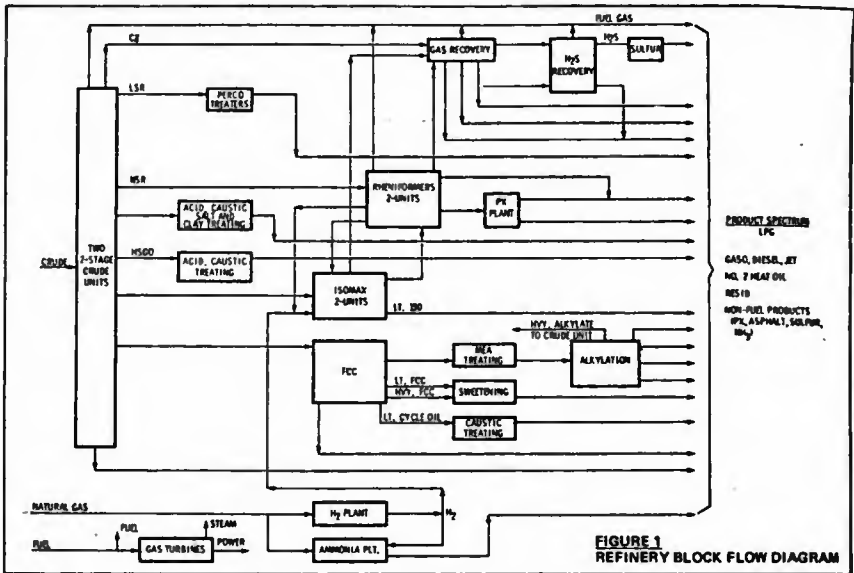 FUEL GAS
C2
GAS RECOVERY
H2S
SULFUR
H2S
RECOVERY
LSR
PERCO
TREATERS
HSR
RHENIFORMERS
2-UNITS
PX
PLANT
ACID, CAUSTIC
SALT AND
CLAY TREATING
PRODUCT SPECTRUM
LPG
TWO
2-STAGE
CRUDE
UNITS
CRUDE
HSGO
ACID, CAUSTIC
TREATING
GASO, DIESEL, JET
NO. 2 HEAT OIL
RESID
NON-FUEL PRODUCTS
(PX, ASPHALT, SULFUR,
NH3)
ISOMAX
2-UNITS
LT. ISO
HVY. ALKYLATE
TO CRUDE UNIT
FCC
MEA
TREATING
ALKYLATION
LT. FCC
HVY. FCC
SWEETENING
LT. CYCLE OIL
CAUSTIC
TREATING
NATURAL GAS
H2 PLANT
H2
FUEL
STEAM
FUEL
GAS TURBINES
POWER
AMMONIA PLT.
FIGURE 1
REFINERY BLOCK FLOW DIAGRAM